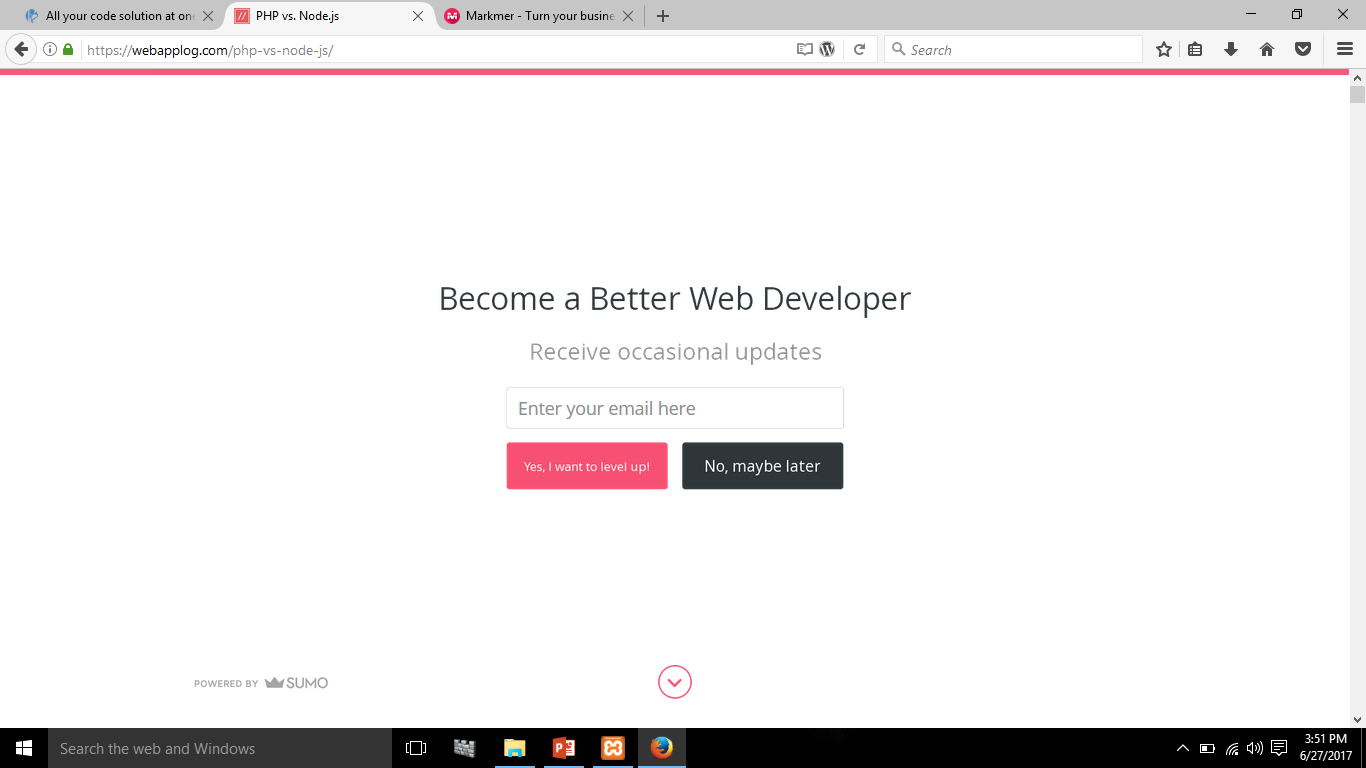 All your code solution at on
PHP vs. Node.js
Markmer - Turn your busine
https://webapplog.com/php-vs-node-js/
Search
Become a Better Web Developer
Receive occasional updates
Enter your email here
Yes, I want to level up!
No, maybe later
POWERED BY SUMO
Search the web and Windows
3:51 PM
6/27/2017